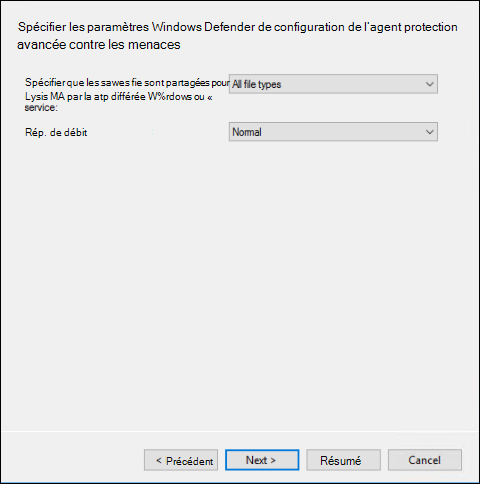 Spécifier les paramètres Windows Defender de configuration de l'agent protection
avancée contre les menaces
Spécifier que les sawes fie sont partagées pour
All file types
Lysis MA par la atp différée W%rdows ou «
service:
Rép. de débit
Normal
< Précédent
Next >
Résumé
Cancel